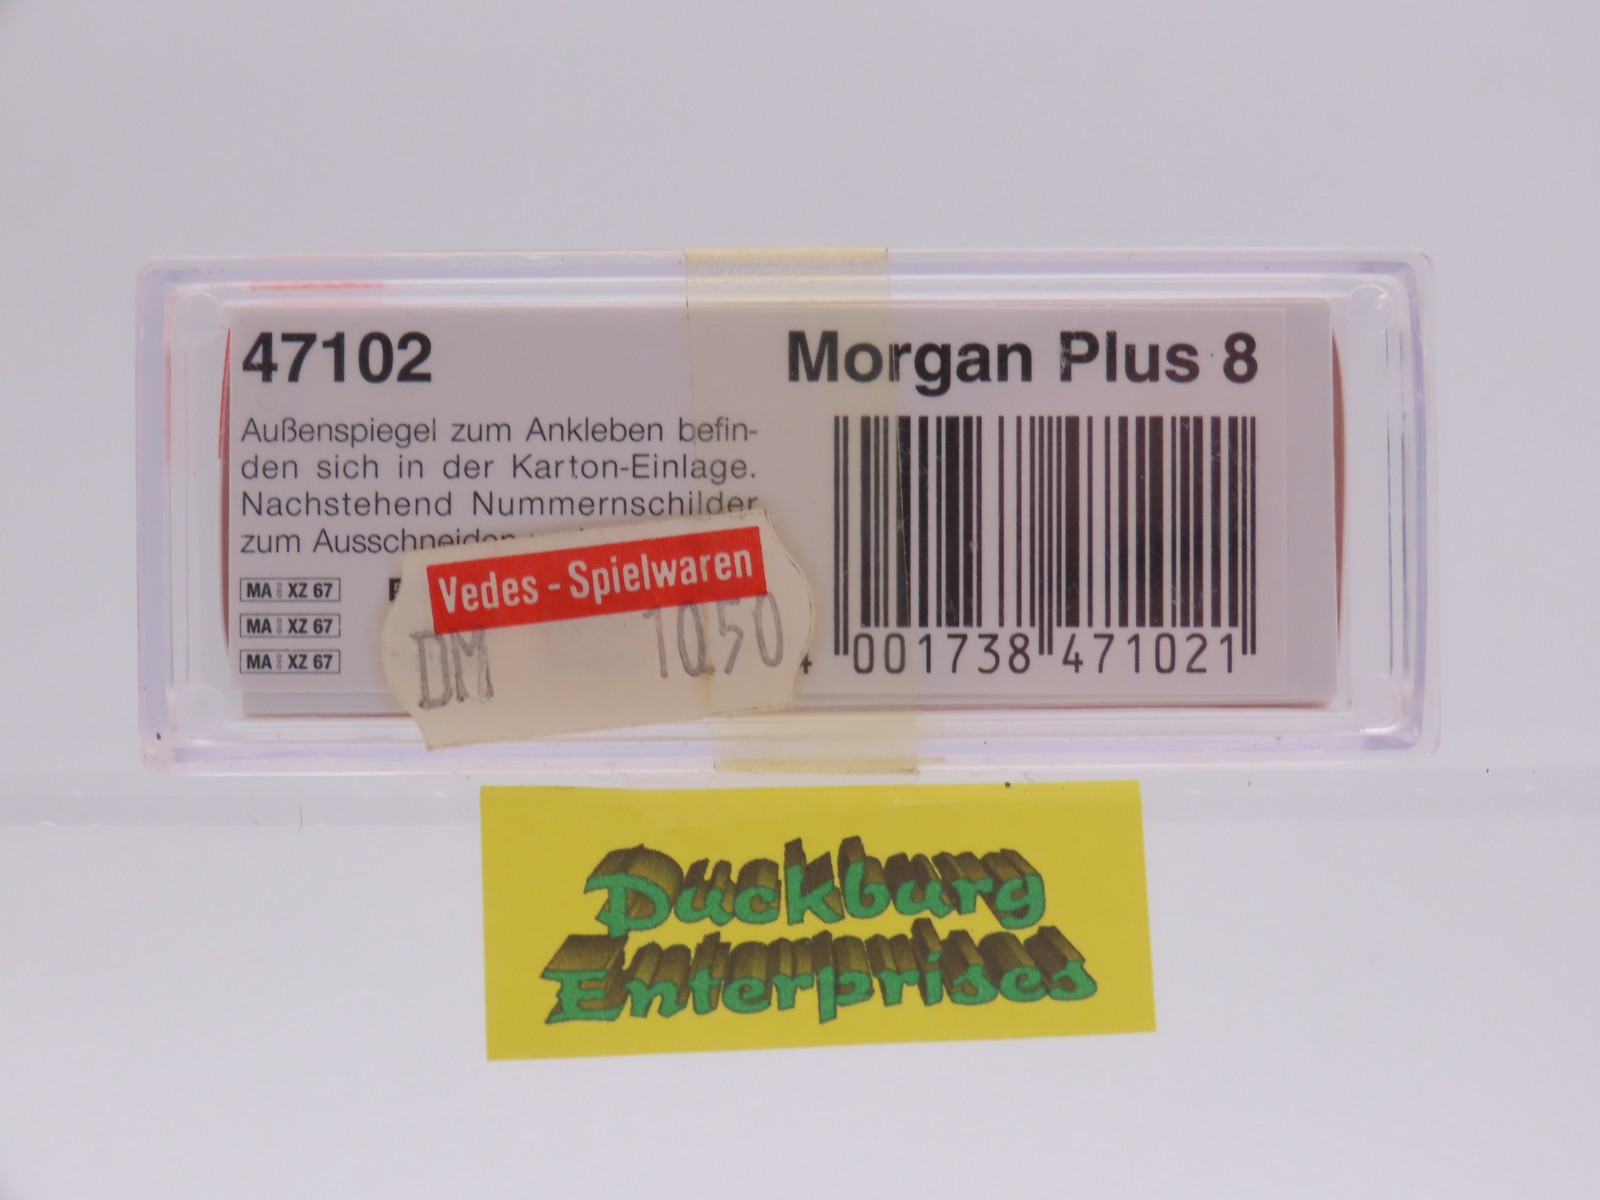 47102
Morgan Plus 8
Außenspiegel zum Ankleben befin-
den sich in der Karton-Einlage.
Nachstehend Nummernschilder
zum Ausschneiden
MA XZ 67
MA XZ 67
MA XZ 67
Vedes - Spielwaren
DM 10.50
4 001738 471021
Duckburg
Enterprises